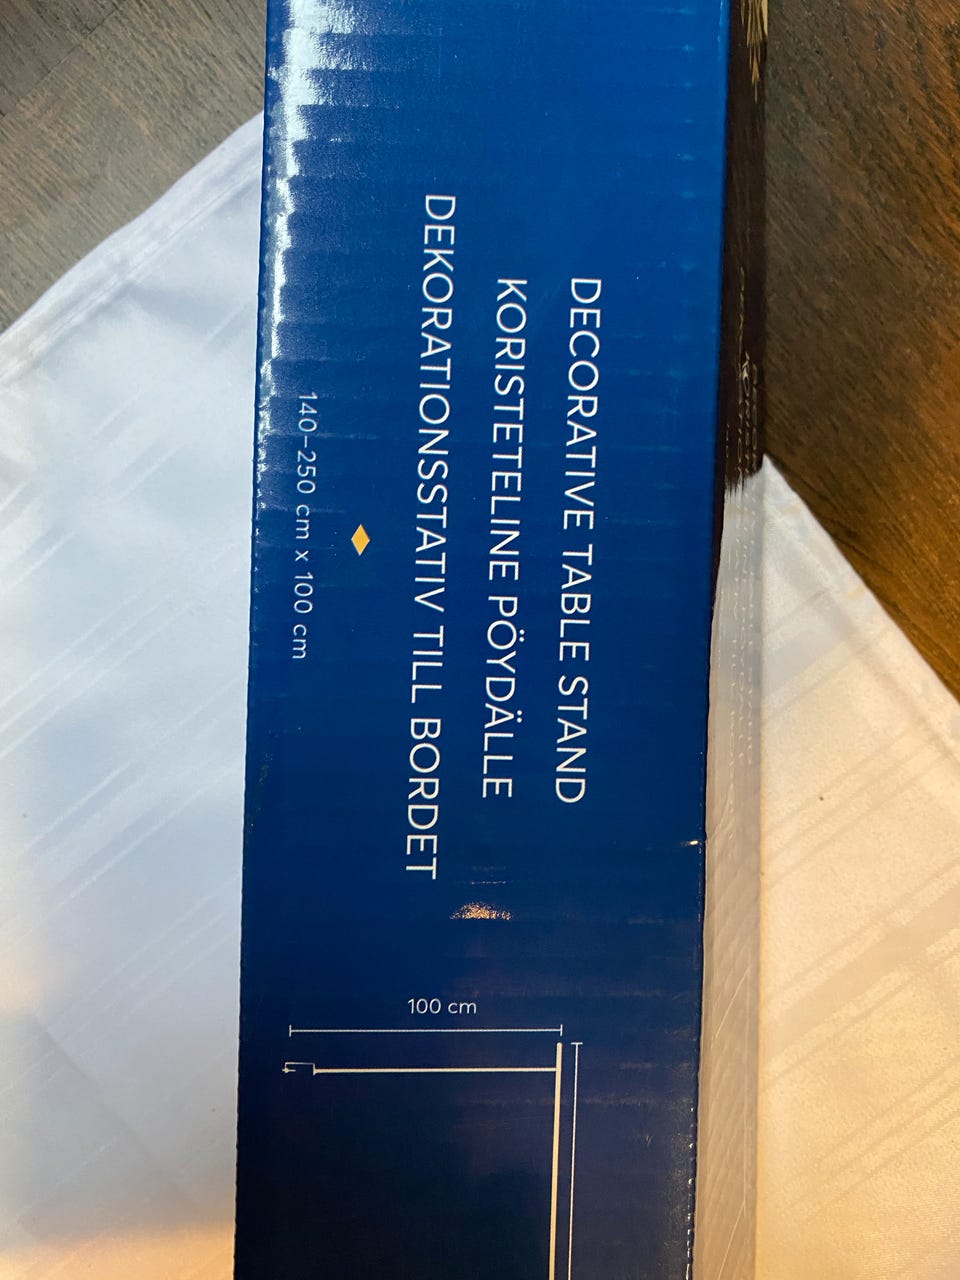 DECORATIVE TABLE STAND
KORISTETELINE PÖYDÄLLE
DEKORATIONSSTATIV TILL BORDET
140–250 cm x 100 cm
100 cm